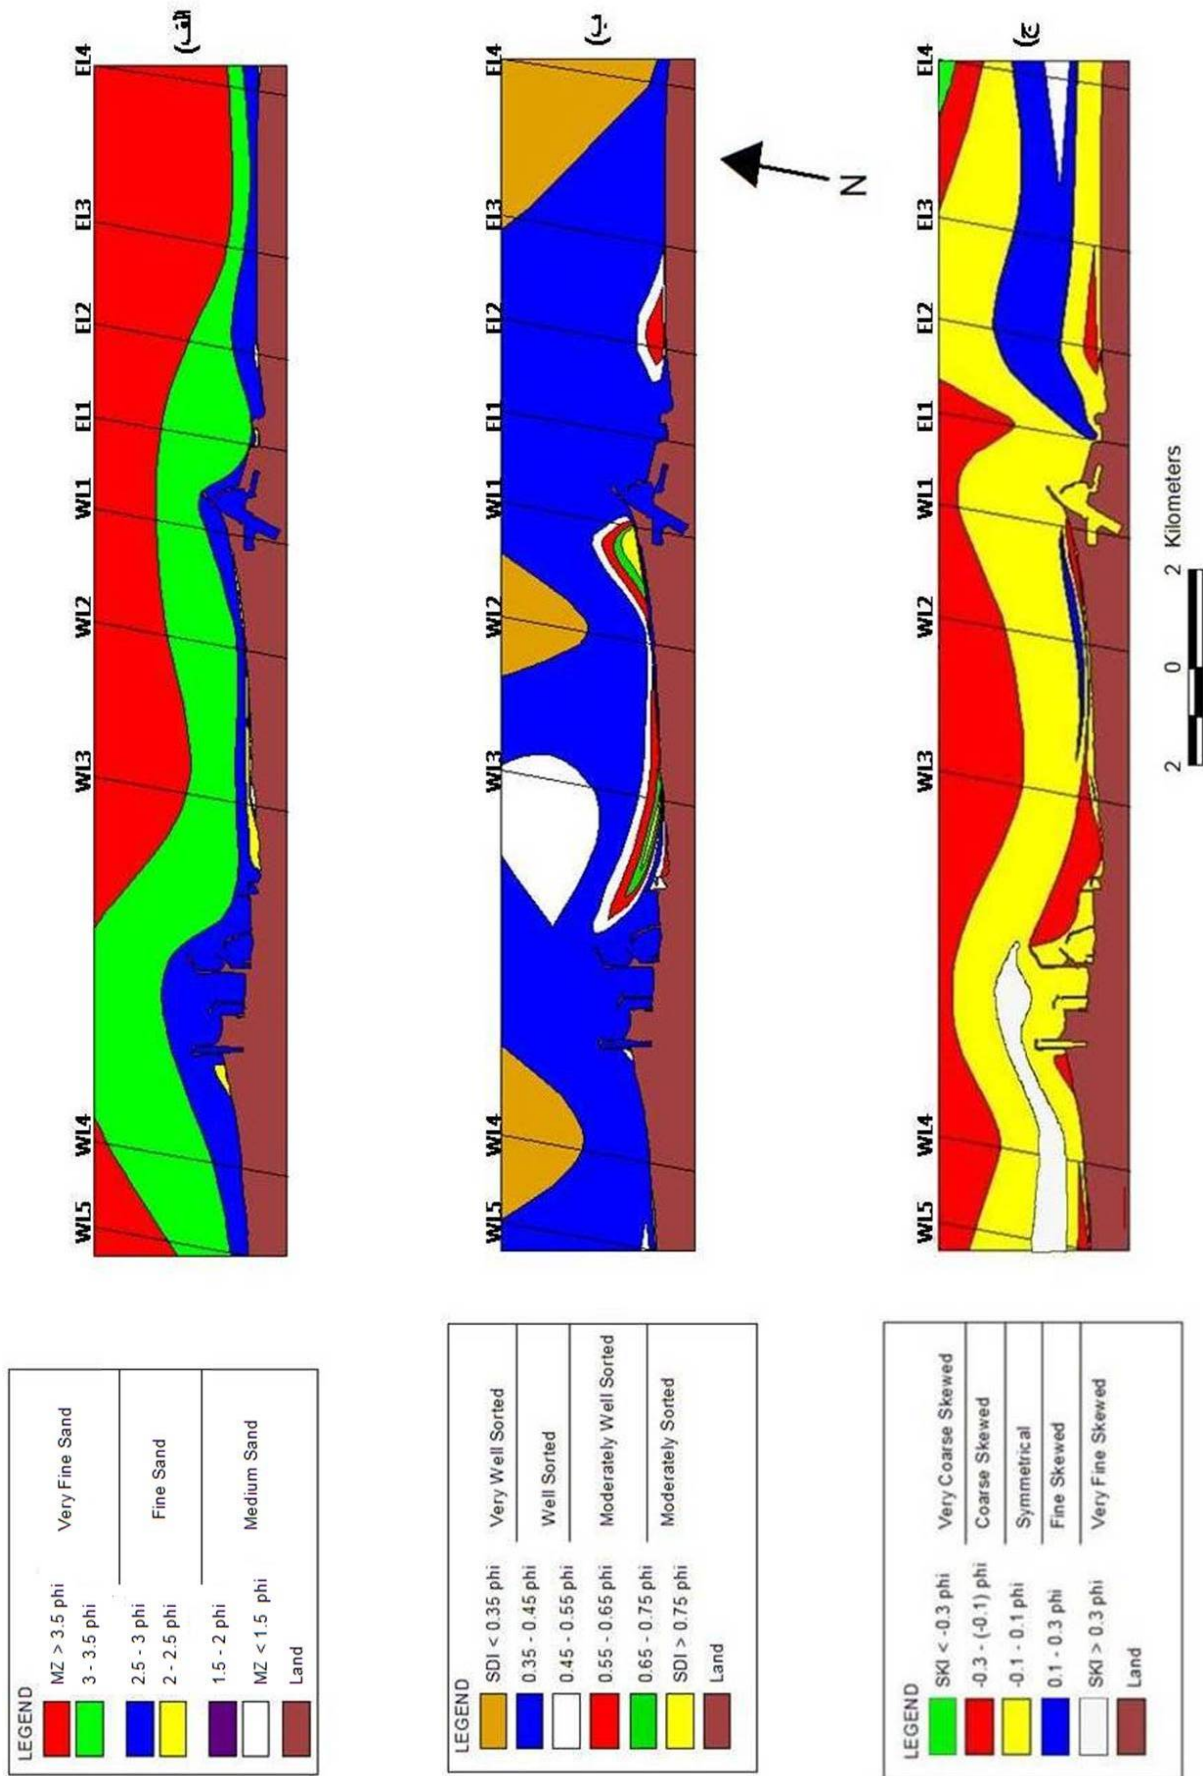 الف)
EL4
EL3
EL2
EL1
WL1
WL2
WL3
WL4
WL5
LEGEND
MZ > 3.5 phi
3 - 3.5 phi
Very Fine Sand
2.5 - 3 phi
2 - 2.5 phi
Fine Sand
1.5 - 2 phi
MZ < 1.5 phi
Medium Sand
Land
ب)
EL4
EL3
EL2
EL1
WL1
WL2
WL3
WL4
WL5
N
LEGEND
SDI < 0.35 phi
Very Well Sorted
0.35 - 0.45 phi
0.45 - 0.55 phi
Well Sorted
0.55 - 0.65 phi
0.65 - 0.75 phi
Moderately Well Sorted
SDI > 0.75 phi
Moderately Sorted
Land
ج)
EL4
EL3
EL2
EL1
WL1
WL2
WL3
WL4
WL5
2 0 2 Kilometers
LEGEND
SKI < -0.3 phi
Very Coarse Skewed
-0.3 - (-0.1) phi
Coarse Skewed
-0.1 - 0.1 phi
Symmetrical
0.1 - 0.3 phi
Fine Skewed
SKI > 0.3 phi
Very Fine Skewed
Land